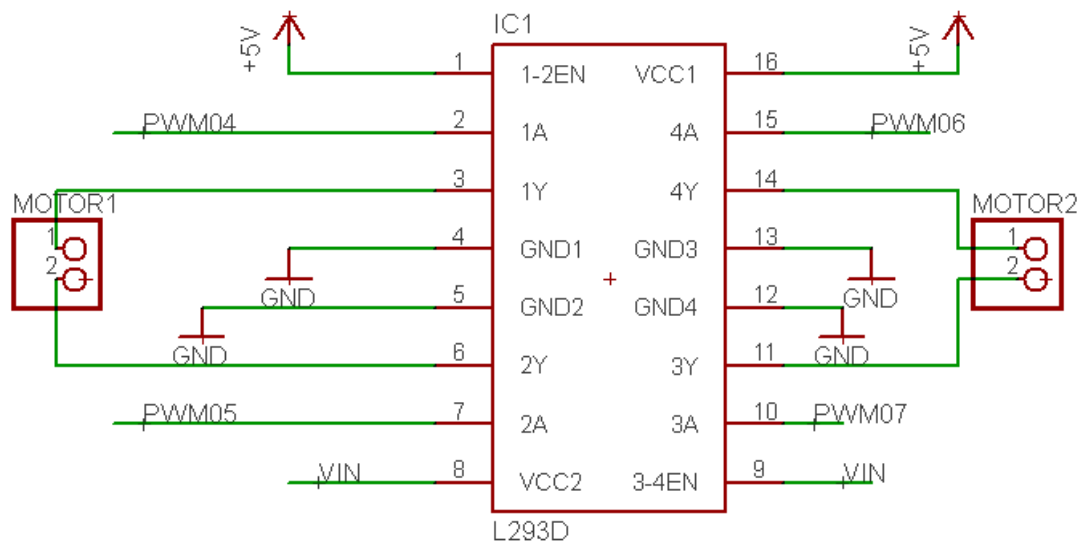 IC1
+5V
+5V
1
1-2EN
VCC1
16
PWM04
2
1A
4A
15
PWM06
3
1Y
4Y
14
MOTOR1
MOTOR2
1
4
GND1
GND3
13
1
2
GND
GND
2
5
GND2
GND4
12
GND
GND
6
2Y
3Y
11
PWM05
7
2A
3A
10
PWM07
VIN
8
VCC2
3-4EN
9
VIN
L293D